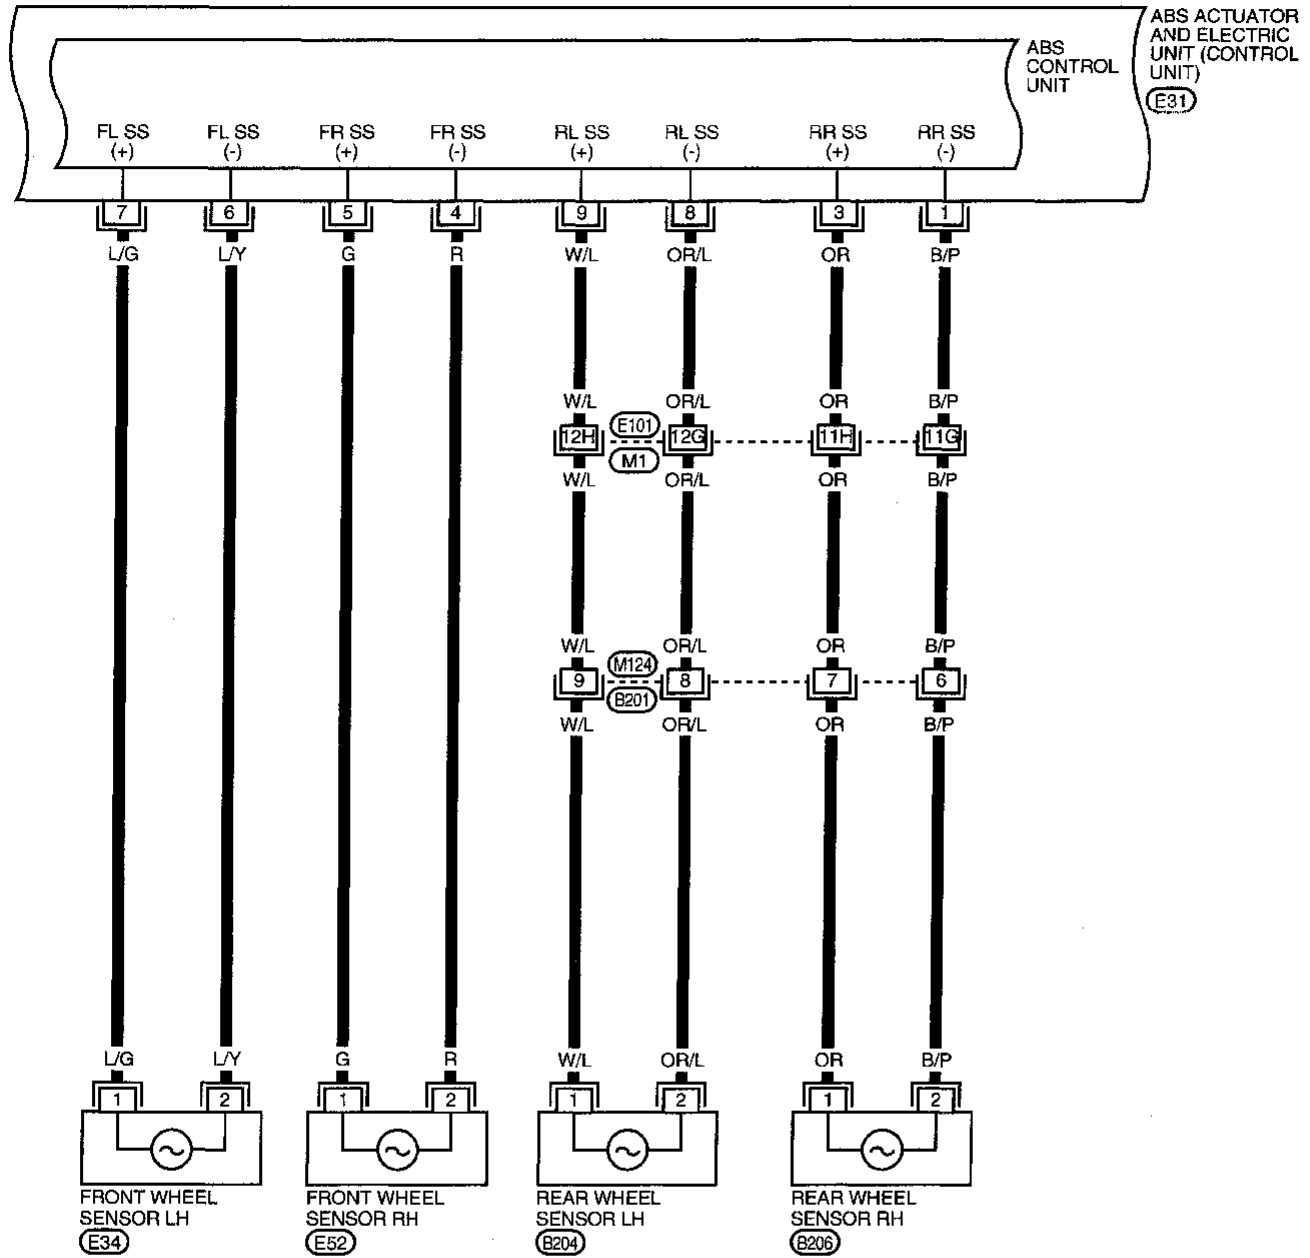 ABS ACTUATOR
AND ELECTRIC
UNIT (CONTROL
UNIT)
E31
ABS
CONTROL
UNIT
FL SS FL SS FR SS FR SS RL SS RL SS RR SS RR SS
(+) (-) (+) (-) (+) (-) (+) (-)
7 6 5 4 9 8 3 1
L/G L/Y G R W/L OR/L OR B/P
W/L OR/L OR B/P
E101
12H 12G 11H 11G
M1
W/L OR/L OR B/P
W/L OR/L OR B/P
M124
9 8 7 6
B201
W/L OR/L OR B/P
L/G L/Y G R W/L OR/L OR B/P
1 2 1 2 1 2 1 2
FRONT WHEEL
SENSOR LH
E34
FRONT WHEEL
SENSOR RH
E52
REAR WHEEL
SENSOR LH
B204
REAR WHEEL
SENSOR RH
B206